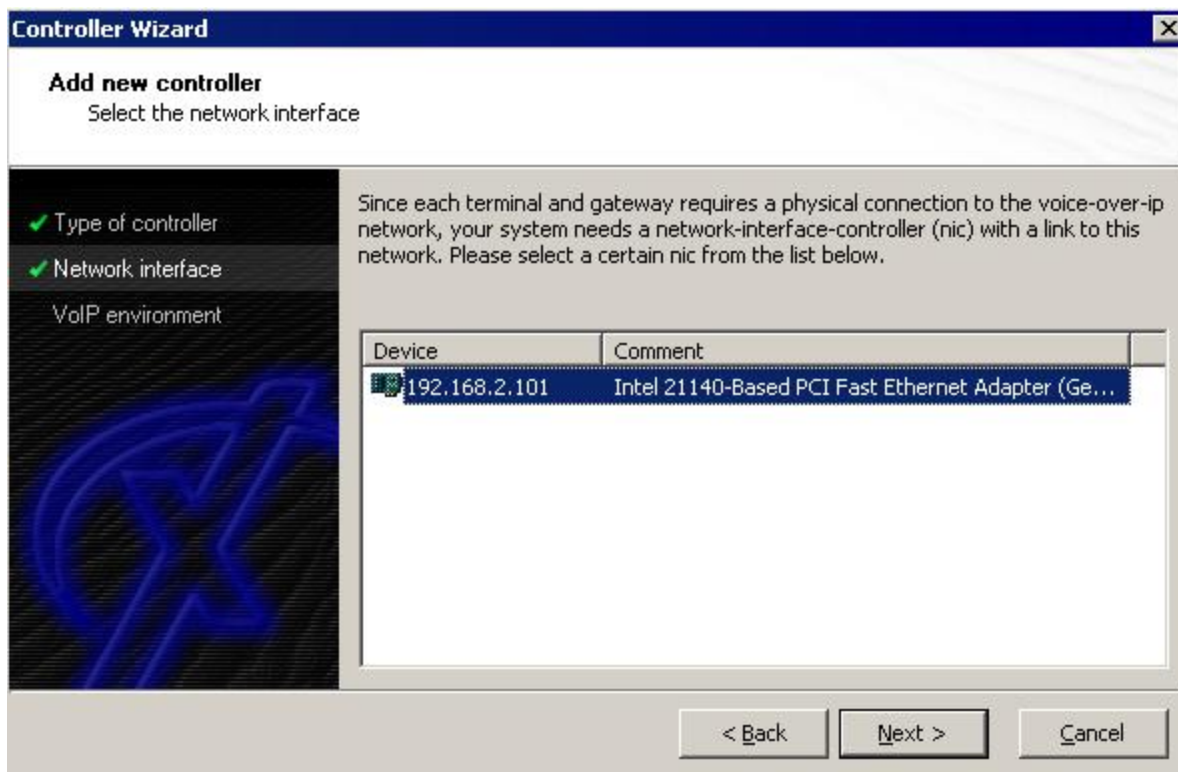 Controller Wizard
Add new controller
Select the network interface
Type of controller
Network interface
VoIP environment
Since each terminal and gateway requires a physical connection to the voice-over-ip
network, your system needs a network-interface-controller (nic) with a link to this
network. Please select a certain nic from the list below.
Device Comment
192.168.2.101 Intel 21140-Based PCI Fast Ethernet Adapter (Ge...
< Back Next > Cancel